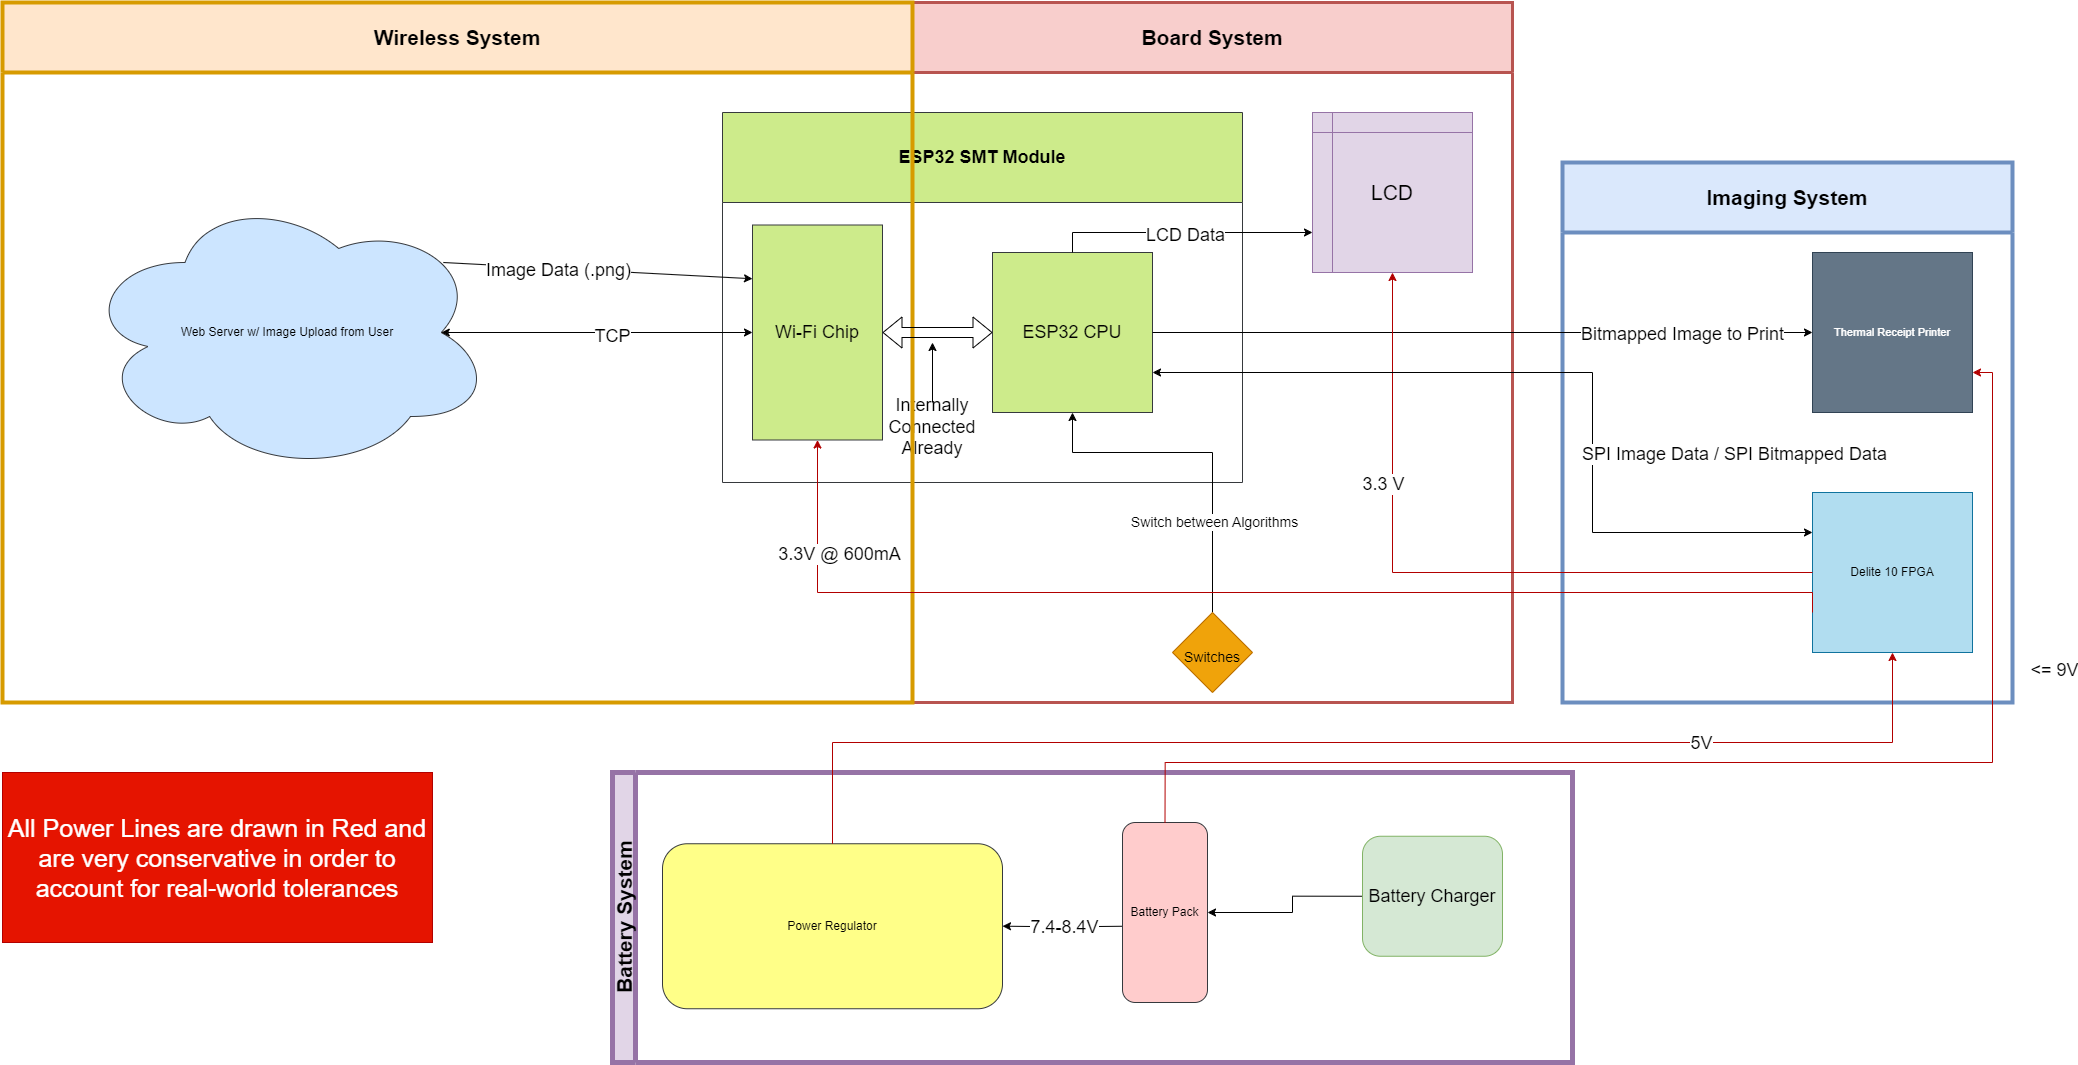 Wireless System
Board System
ESP32 SMT Module
LCD
Imaging System
LCD Data
Image Data (.png)
Web Server w/ Image Upload from User
TCP
Wi-Fi Chip
ESP32 CPU
Bitmapped Image to Print
Thermal Receipt Printer
Internally
Connected
Already
SPI Image Data / SPI Bitmapped Data
3.3 V
Switch between Algorithms
3.3V @ 600mA
Delite 10 FPGA
Switches
<= 9V
5V
All Power Lines are drawn in Red and
are very conservative in order to
account for real-world tolerances
Battery System
Power Regulator
7.4-8.4V
Battery Pack
Battery Charger